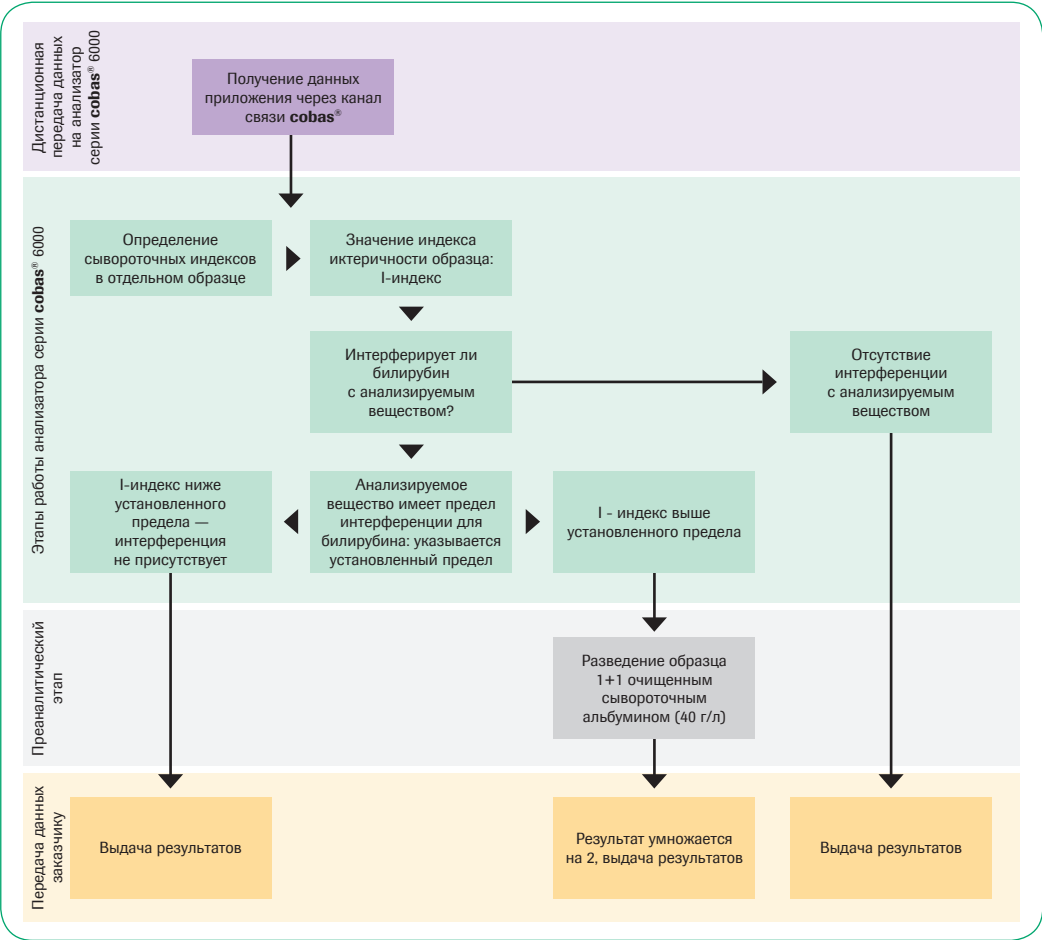 Дистанционная
передача данных
на анализатор
серии cobas® 6000
Получение данных
приложения через канал
связи cobas®
Этапы работы анализатора серии cobas® 6000
Определение
сывороточных индексов
в отдельном образце
Значение индекса
иктеричности образца:
I-индекс
Интерферирует ли
билирубин
с анализируемым
веществом?
Отсутствие
интерференции
с анализируемым
веществом
I-индекс ниже
установленного
предела —
интерференция
не присутствует
Анализируемое
вещество имеет предел
интерференции для
билирубина: указывается
установленный предел
I - индекс выше
установленного предела
Преаналитический
этап
Разведение образца
1+1 очищенным
сывороточным
альбумином (40 г/л)
Передача данных
заказчику
Выдача результатов
Результат умножается
на 2, выдача результатов
Выдача результатов